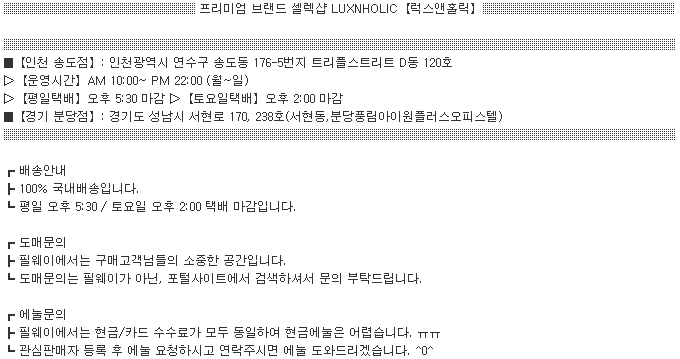 프리미엄 브랜드 셀렉샵 LUXNHOLIC【럭스앤홀릭】
■【인천 송도점】: 인천광역시 연수구 송도동 176-5번지 트리플스트리트 D동 120호
▷【운영시간】AM 10:00~ PM 22:00 (월~일)
▷【평일택배】오후 5:30 마감 ▷【토요일택배】오후 2:00 마감
■【경기 분당점】: 경기도 성남시 서현로 170, 238호(서현동,분당풍림아이원플러스오피스텔)
┏ 배송안내
┣ 100% 국내배송입니다.
┗ 평일 오후 5:30 / 토요일 오후 2:00 택배 마감입니다.
┏ 도매문의
┣ 필웨이에서는 구매고객님들의 소중한 공간입니다.
┗ 도매문의는 필웨이가 아닌, 포털사이트에서 검색하셔서 문의 부탁드립니다.
┏ 에눌문의
┣ 필웨이에서는 현금/카드 수수료가 모두 동일하여 현금에눌은 어렵습니다. ㅠㅠ
┗ 관심판매자 등록 후 에눌 요청하시고 연락주시면 에눌 도와드리겠습니다. ^0^